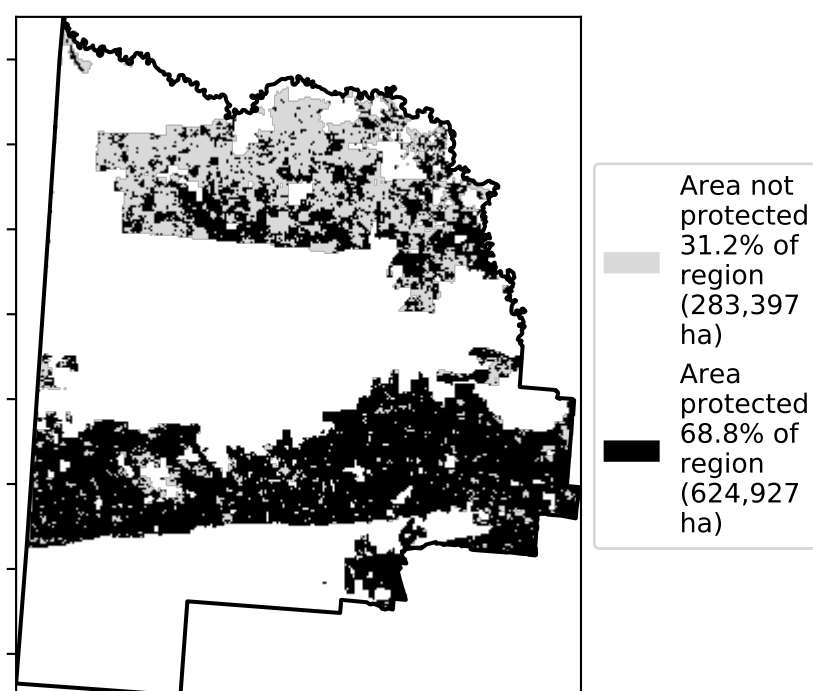 Area not
protected
31.2% of
region
(283,397
ha)
Area
protected
68.8% of
region
(624,927
ha)